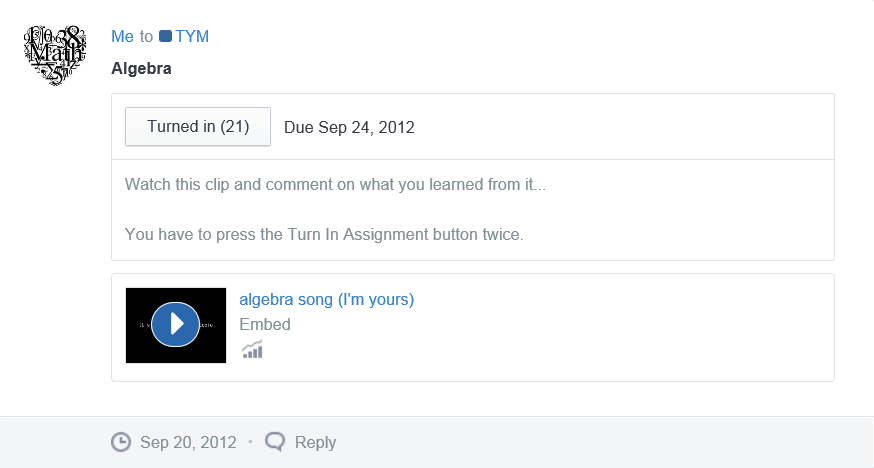 Math
Me to TYM
Algebra
Turned in (21) Due Sep 24, 2012
Watch this clip and comment on what you learned from it...
You have to press the Turn In Assignment button twice.
algebra song (I'm yours)
Embed
Sep 20, 2012 · Reply